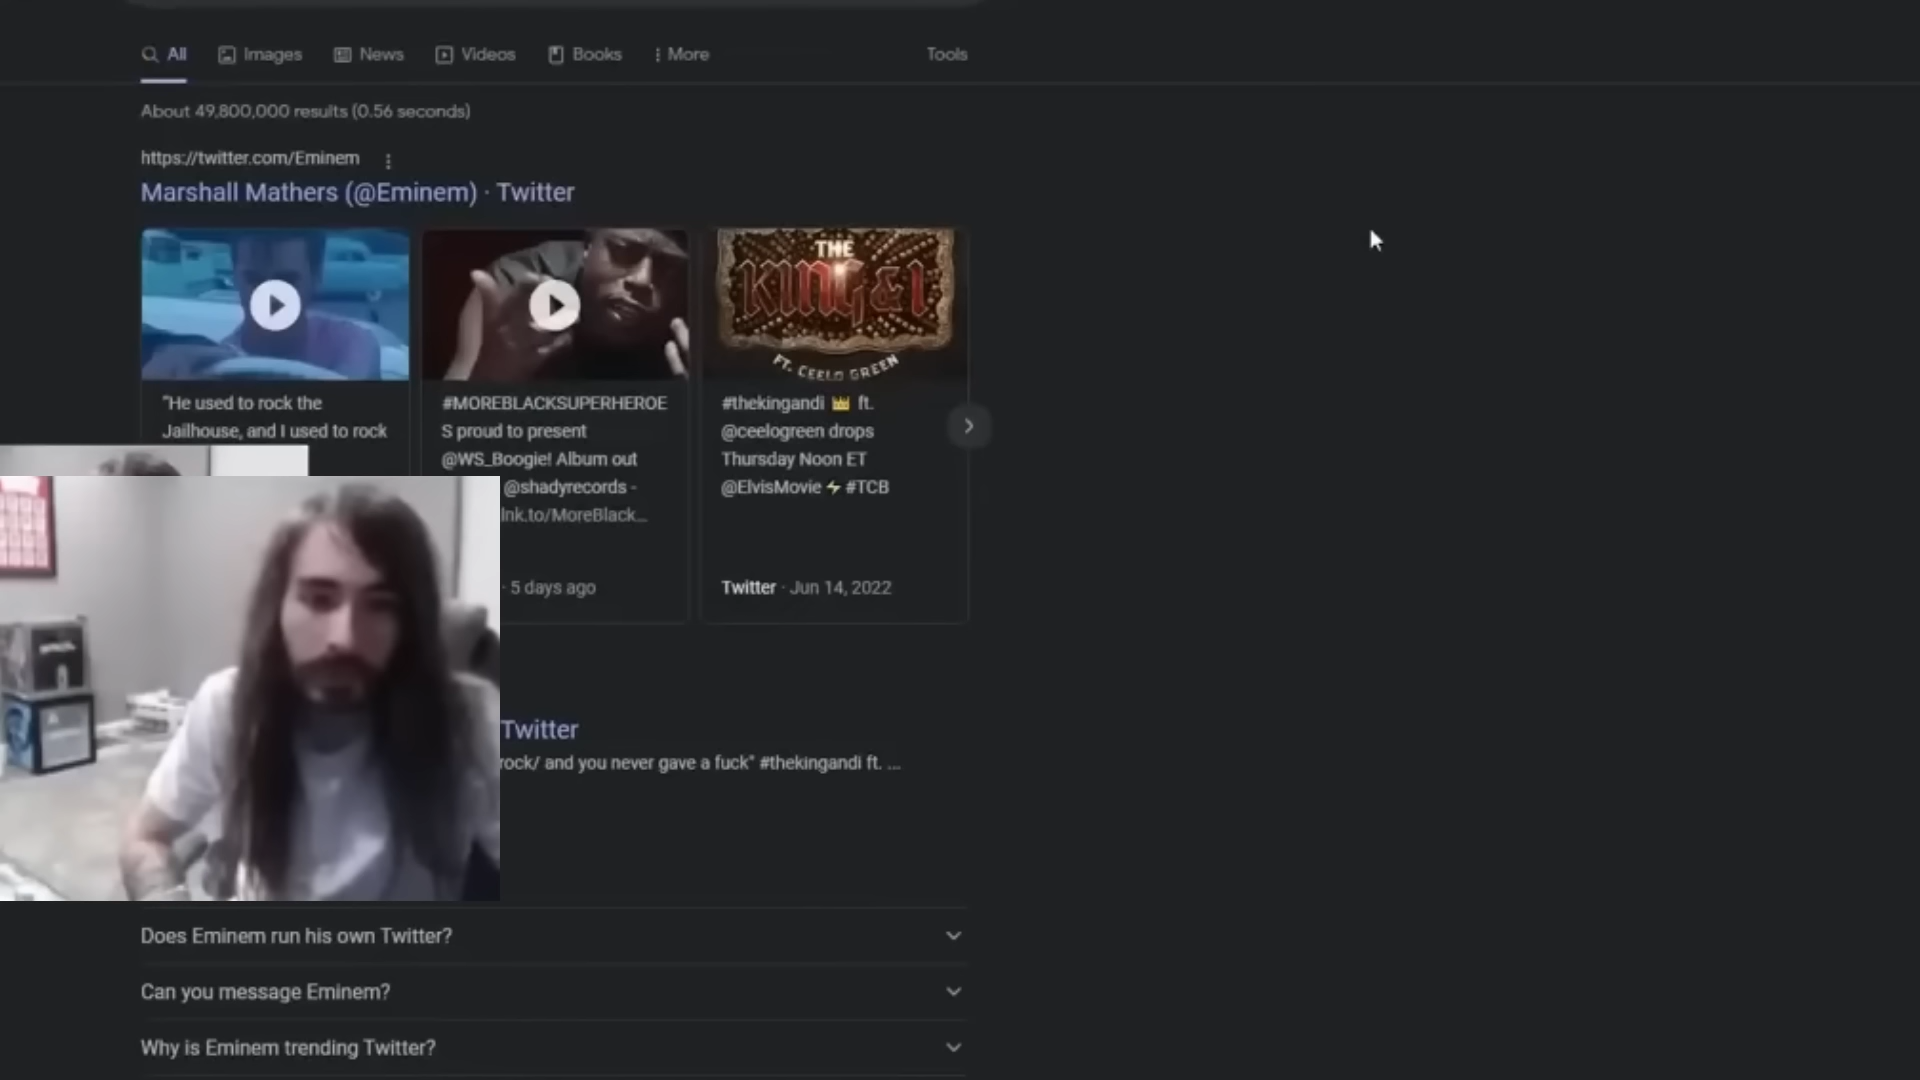 All Images News Videos Books More Tools
About 49,800,000 results (0.56 seconds)
https://twitter.com/Eminem
Marshall Mathers (@Eminem) · Twitter
"He used to rock the
Jailhouse, and I used to rock
#MOREBLACKSUPERHEROE
S proud to present
@WS_Boogie! Album out
@shadyrecords -
lnk.to/MoreBlack...
· 5 days ago
THE
KING & I
FT. CEELO GREEN
#thekingandi 👑 ft.
@ceelogreen drops
Thursday Noon ET
@ElvisMovie ⚡ #TCB
Twitter · Jun 14, 2022
Twitter
rock/ and you never gave a fuck" #thekingandi ft. ...
Does Eminem run his own Twitter?
Can you message Eminem?
Why is Eminem trending Twitter?